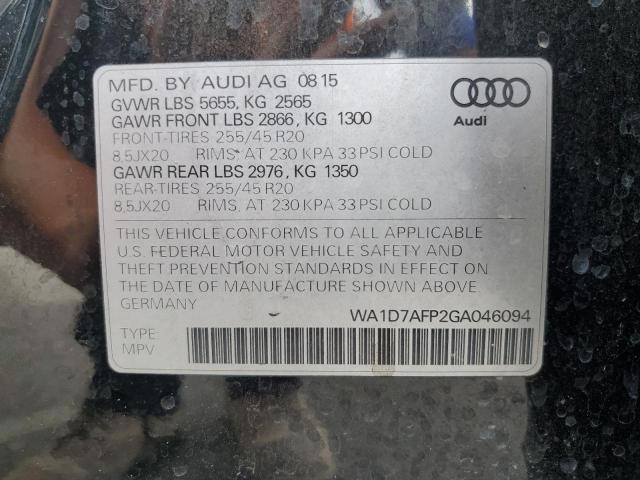 MFD. BY AUDI AG 08 15
GVWR LBS 5655, KG 2565
GAWR FRONT LBS 2866, KG 1300
FRONT-TIRES 255/45 R20
8,5JX20 RIMS, AT 230 KPA 33 PSI COLD
GAWR REAR LBS 2976, KG 1350
REAR-TIRES 255/45 R20
8,5JX20 RIMS, AT 230 KPA 33 PSI COLD
Audi
THIS VEHICLE CONFORMS TO ALL APPLICABLE
U.S. FEDERAL MOTOR VEHICLE SAFETY AND
THEFT PREVENTION STANDARDS IN EFFECT ON
THE DATE OF MANUFACTURE SHOWN ABOVE.
GERMANY
WA1D7AFP2GA046094
TYPE
MPV